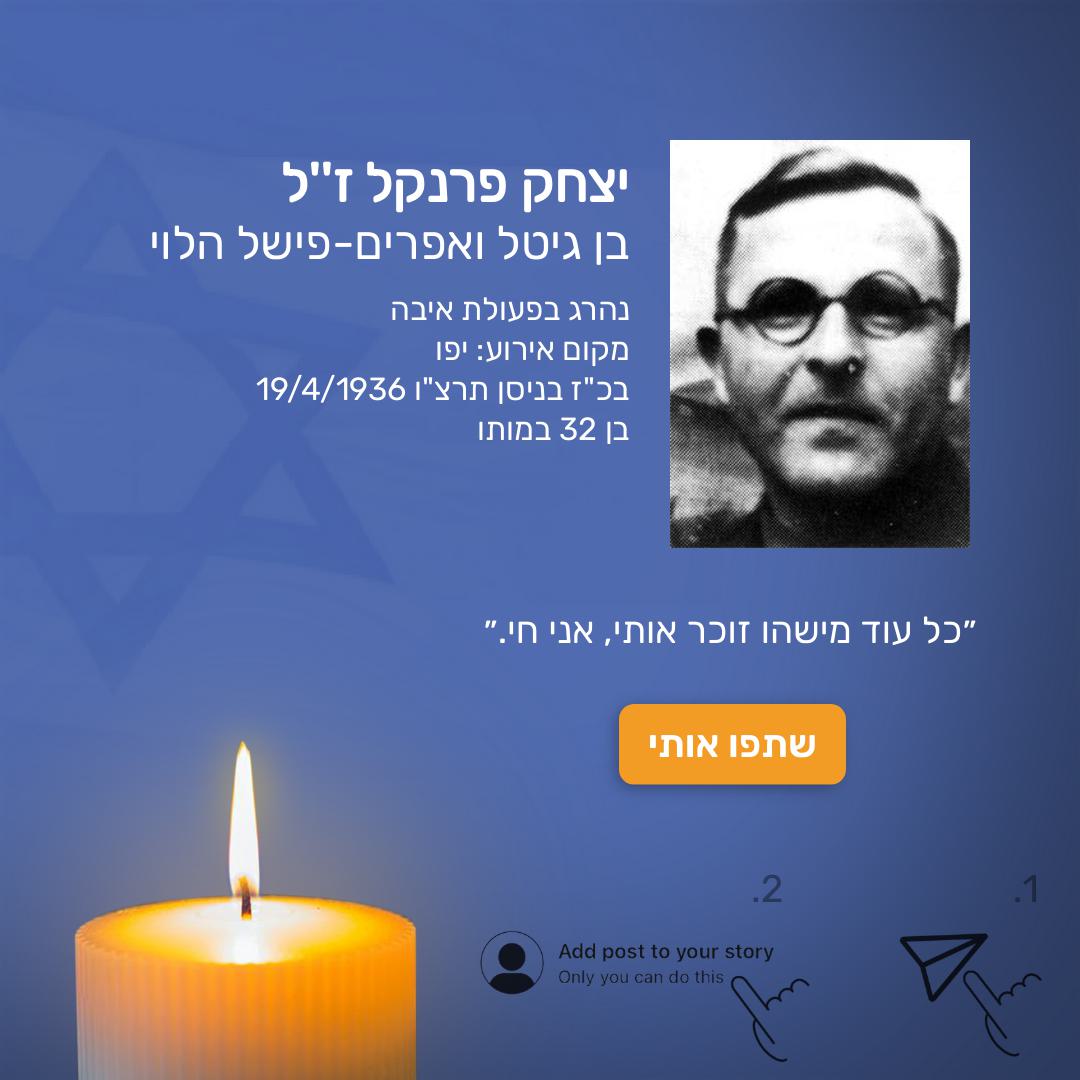 יצחק פרנקל ז"ל
בן גיטל ואפרים-פישל הלוי
נהרג בפעולת איבה
מקום אירוע: יפו
בכ"ז בניסן תרצ"ו 19/4/1936
בן 32 במותו
״כל עוד מישהו זוכר אותי, אני חי.״
שתפו אותי
1.
2.
Add post to your story
Only you can do this